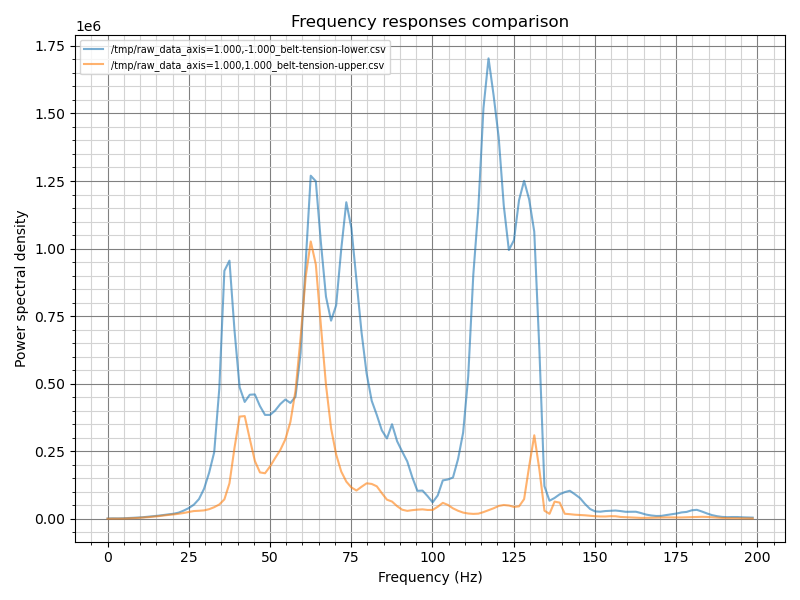 Frequency responses comparison
1e6
/tmp/raw_data_axis=1.000,-1.000_belt-tension-lower.csv
/tmp/raw_data_axis=1.000,1.000_belt-tension-upper.csv
1.75
1.50
1.25
1.00
0.75
0.50
0.25
0.00
Power spectral density
0 25 50 75 100 125 150 175 200
Frequency (Hz)